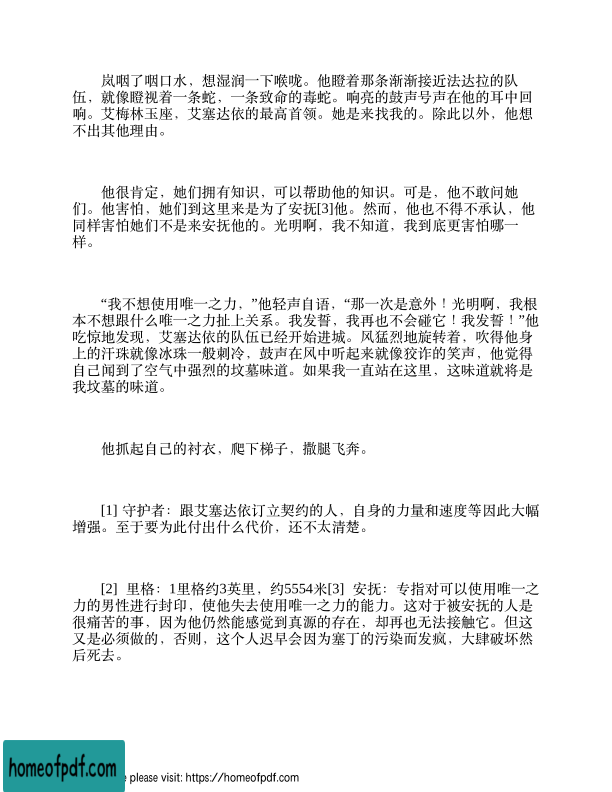 岚咽了咽口水，想湿润一下喉咙。他瞪着那条渐渐接近法达拉的队
伍，就像瞪视着一条蛇，一条致命的毒蛇。响亮的鼓声号声在他的耳中回
响。艾梅林玉座，艾塞达依的最高首领。她是来找我的。除此以外，他想
不出其他理由。
他很肯定，她们拥有知识，可以帮助他的知识。可是，他不敢问她
们。他害怕，她们到这里来是为了安抚[3]他。然而，他也不得不承认，他
同样害怕她们不是来安抚他的。光明啊，我不知道，我到底更害怕哪一
样。
“我不想使用唯一之力，”他轻声自语，“那一次是意外！光明啊，我根
本不想跟什么唯一之力扯上关系。我发誓，我再也不会碰它！我发誓！”他
吃惊地发现，艾塞达依的队伍已经开始进城。风猛烈地旋转着，吹得他身
上的汗珠就像冰珠一般刺冷，鼓声在风中听起来就像狡诈的笑声，他觉得
自己闻到了空气中强烈的坟墓味道。如果我一直站在这里，这味道就将是
我坟墓的味道。
他抓起自己的衬衣，爬下梯子，撒腿飞奔。
[1] 守护者：跟艾塞达依订立契约的人，自身的力量和速度等因此大幅
增强。至于要为此付出什么代价，还不太清楚。
[2] 里格：1里格约3英里，约5554米[3] 安抚：专指对可以使用唯一之
力的男性进行封印，使他失去使用唯一之力的能力。这对于被安抚的人是
很痛苦的事，因为他仍然能感觉到真源的存在，却再也无法接触它。但这
又是必须做的，否则，这个人迟早会因为塞丁的污染而发疯，大肆破坏然
后死去。
homeofpdf.com
e please visit: https://homeofpdf.com